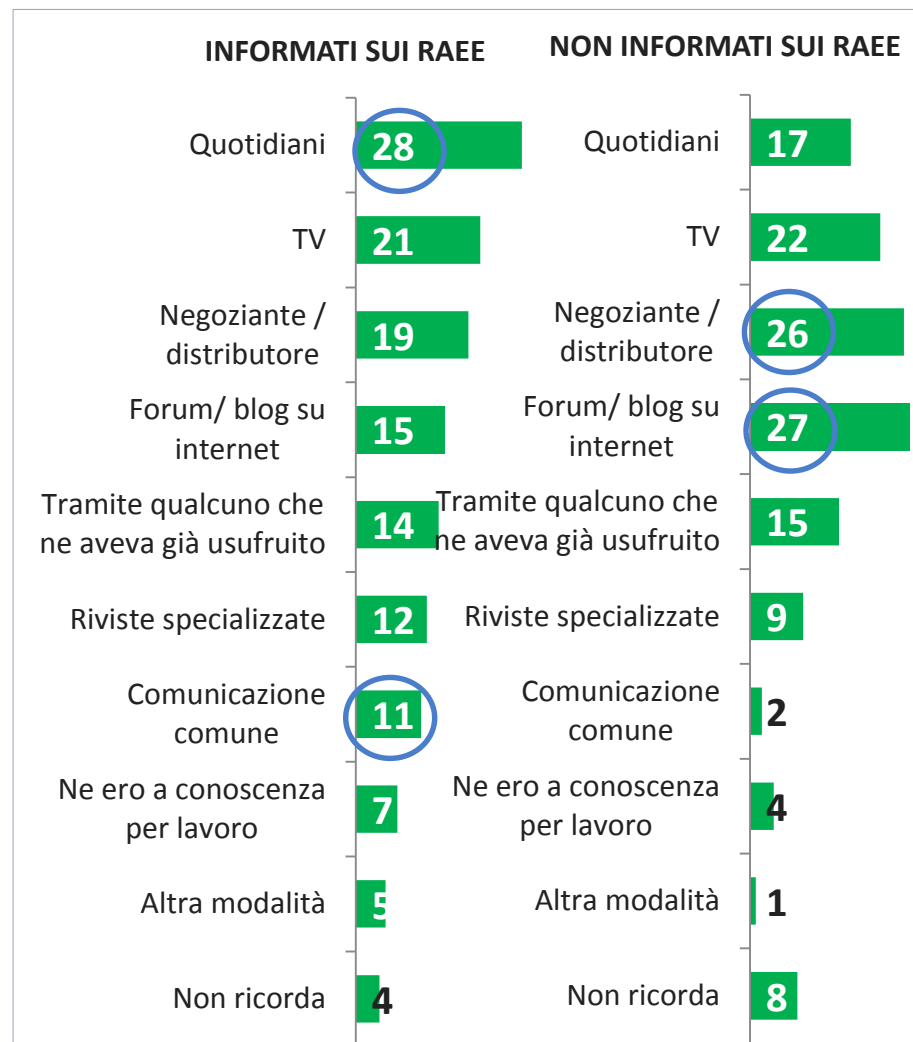 INFORMATI SUI RAEE
Quotidiani
28
TV
21
Negoziante /
distributore
19
Forum/ blog su
internet
15
Tramite qualcuno che
ne aveva già usufruito
14
Riviste specializzate
12
Comunicazione
comune
11
Ne ero a conoscenza
per lavoro
7
Altra modalità
5
Non ricorda
4
NON INFORMATI SUI RAEE
Quotidiani
17
TV
22
Negoziante /
distributore
26
Forum/ blog su
internet
27
Tramite qualcuno che
ne aveva già usufruito
15
Riviste specializzate
9
Comunicazione
comune
2
Ne ero a conoscenza
per lavoro
4
Altra modalità
1
Non ricorda
8